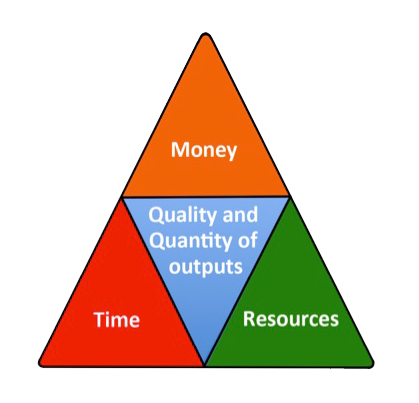 Money
Quality and
Quantity of
outputs
Time
Resources